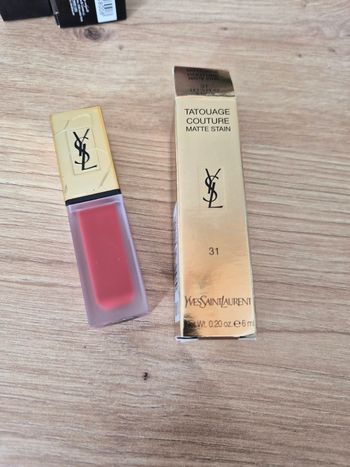 TATOUAGE
COUTURE
MATTE STAIN
YSL
31
YVESSAINTLAURENT
WT. 0.20 oz. ℮ 6 ml
YSL